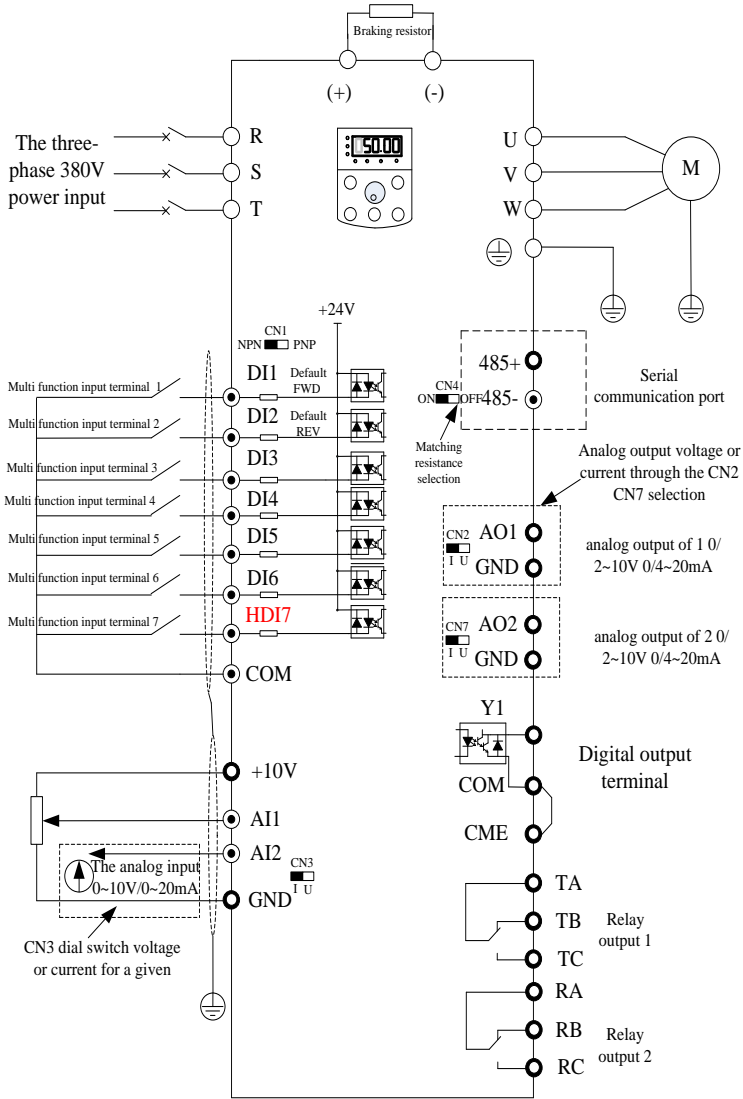 Braking resistor
(+)
(-)
The three-
phase 380V
power input
R
S
T
50.00
U
V
W
M
+24V
CN1
NPN
PNP
Multi function input terminal 1
DI1
Default
FWD
Multi function input terminal 2
DI2
Default
REV
Multi function input terminal 3
DI3
Multi function input terminal 4
DI4
Multi function input terminal 5
DI5
Multi function input terminal 6
DI6
Multi function input terminal 7
HDI7
COM
485+
CN4
ON
OFF
485-
Serial
communication port
Matching
resistance
selection
Analog output voltage or
current through the CN2
CN7 selection
CN2
I U
AO1
GND
analog output of 1 0/
2~10V 0/4~20mA
CN7
I U
AO2
GND
analog output of 2 0/
2~10V 0/4~20mA
Y1
COM
CME
Digital output
terminal
+10V
AI1
AI2
The analog input
0~10V/0~20mA
CN3
I U
GND
CN3 dial switch voltage
or current for a given
TA
TB
TC
Relay
output 1
RA
RB
RC
Relay
output 2